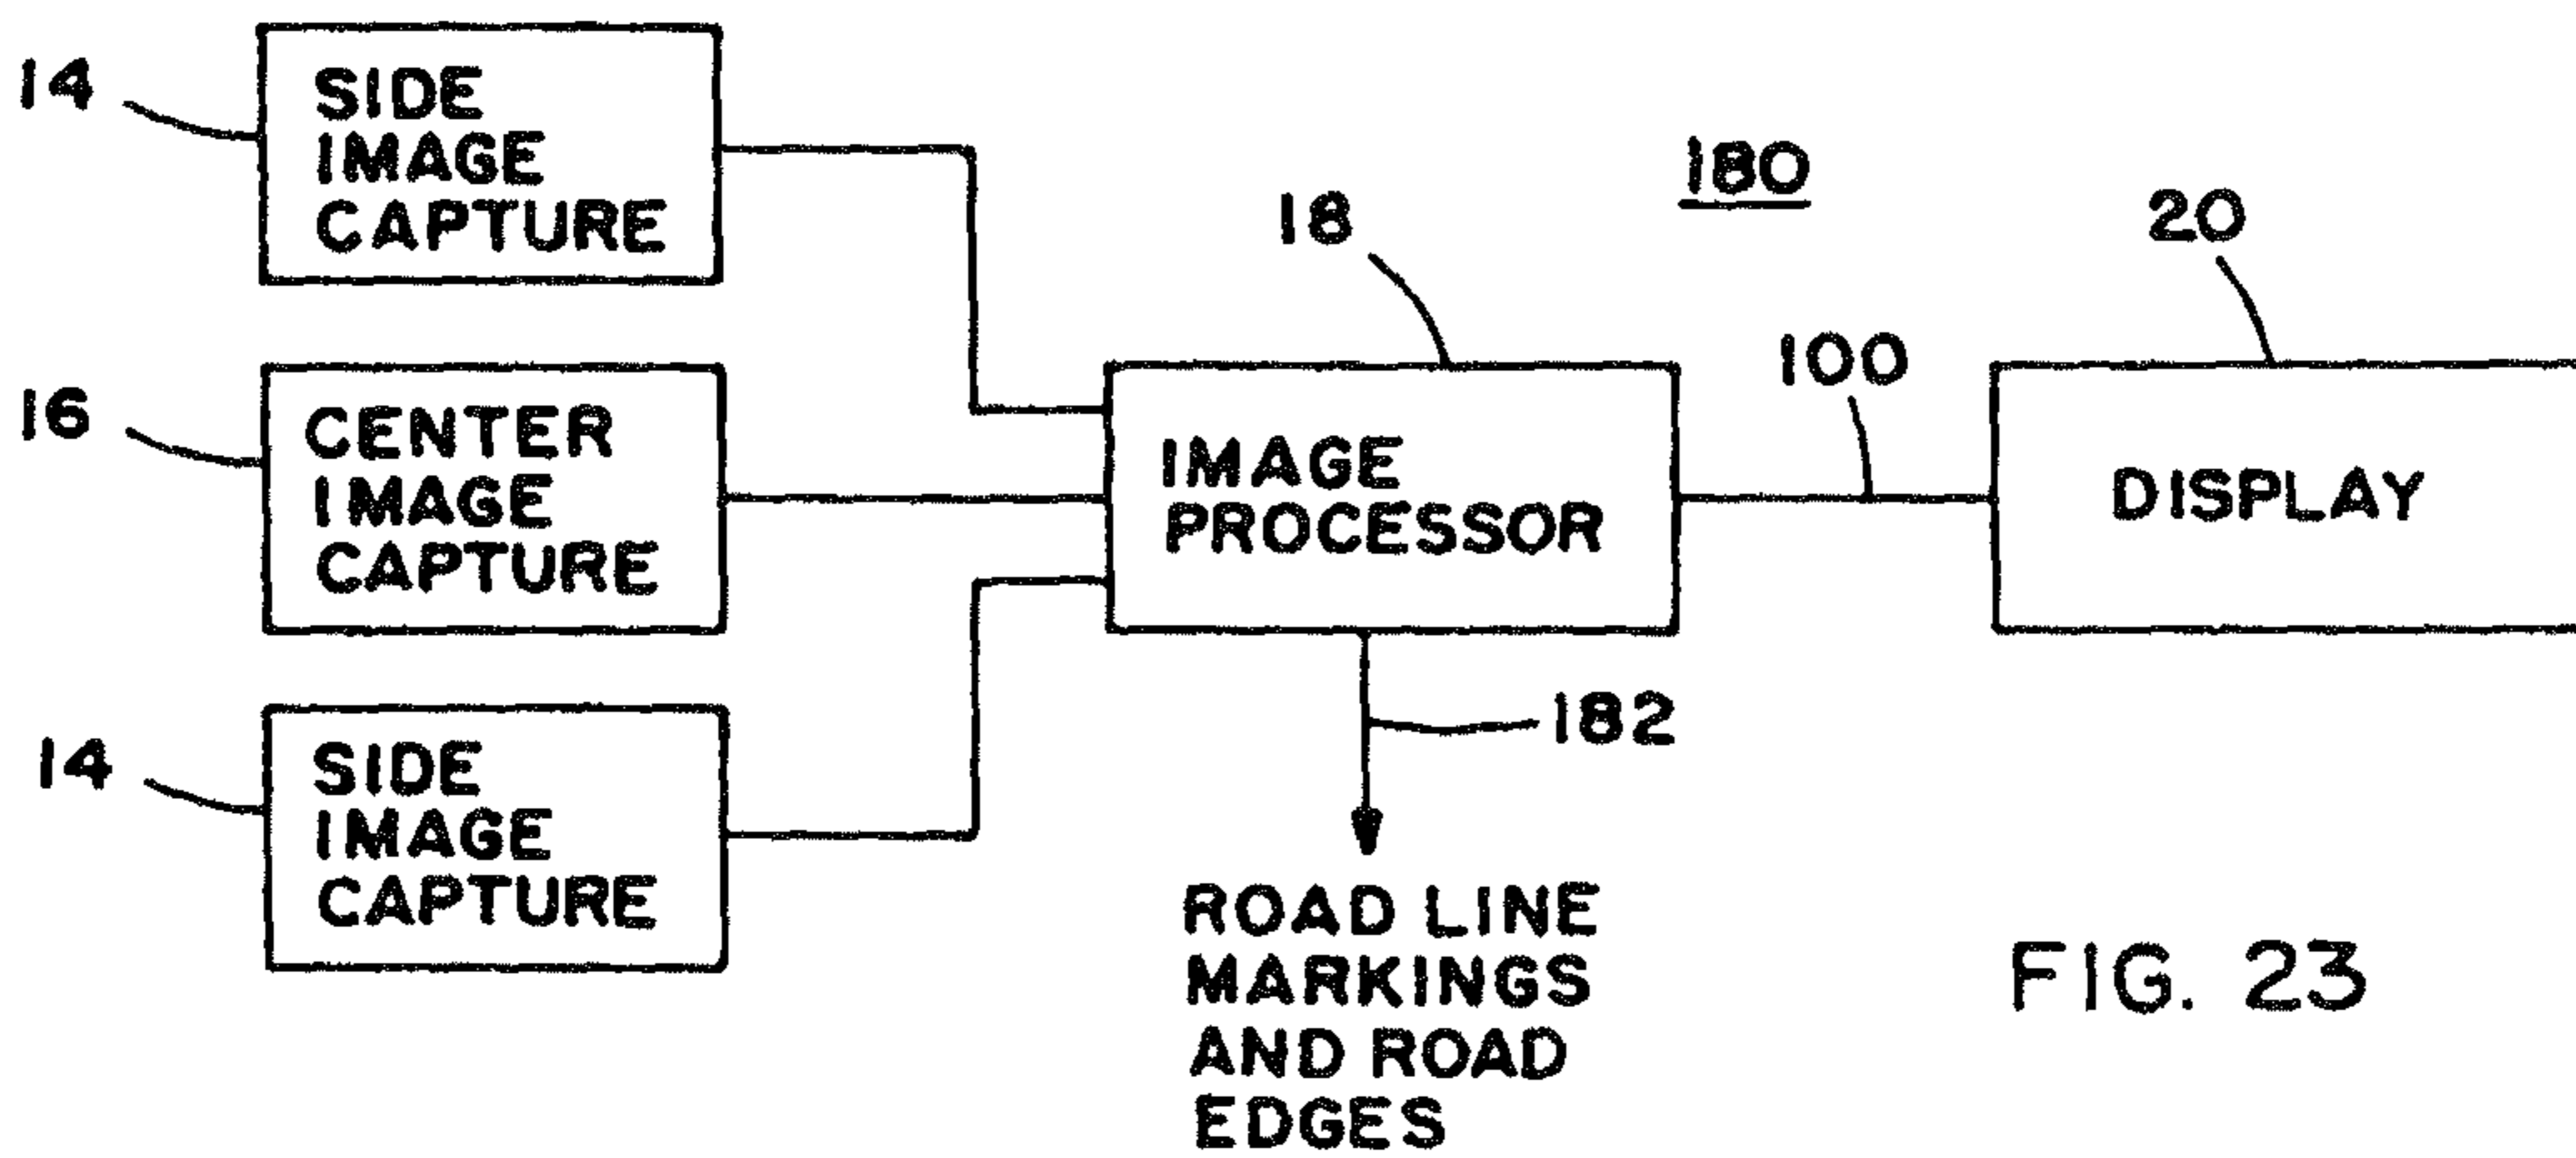 14
SIDE
IMAGE
CAPTURE
16
CENTER
IMAGE
CAPTURE
14
SIDE
IMAGE
CAPTURE
18
IMAGE
PROCESSOR
180
100
20
DISPLAY
182
ROAD LINE
MARKINGS
AND ROAD
EDGES
FIG. 23